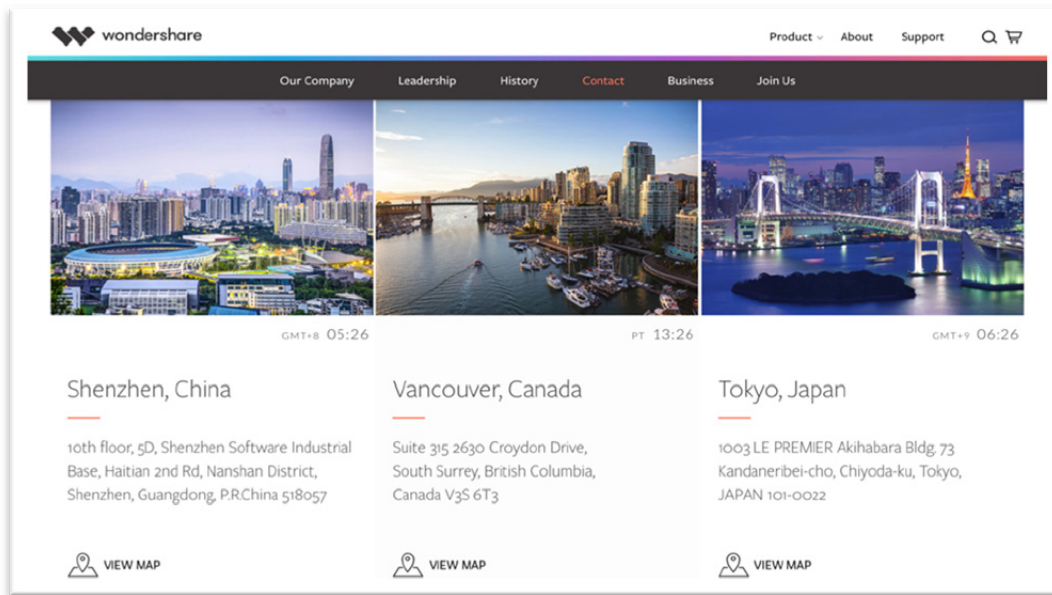 wondershare
Product About Support
Our Company Leadership History Contact Business Join Us
GMT+8 05:26
PT 13:26
GMT+9 06:26
Shenzhen, China
10th floor, 5D, Shenzhen Software Industrial
Base, Haitian 2nd Rd, Nanshan District,
Shenzhen, Guangdong, P.R.China 518057
VIEW MAP
Vancouver, Canada
Suite 315 2630 Croydon Drive,
South Surrey, British Columbia,
Canada V3S 6T3
VIEW MAP
Tokyo, Japan
1003 LE PREMIER Akihabara Bldg. 73
Kandaneribei-cho, Chiyoda-ku, Tokyo,
JAPAN 101-0022
VIEW MAP